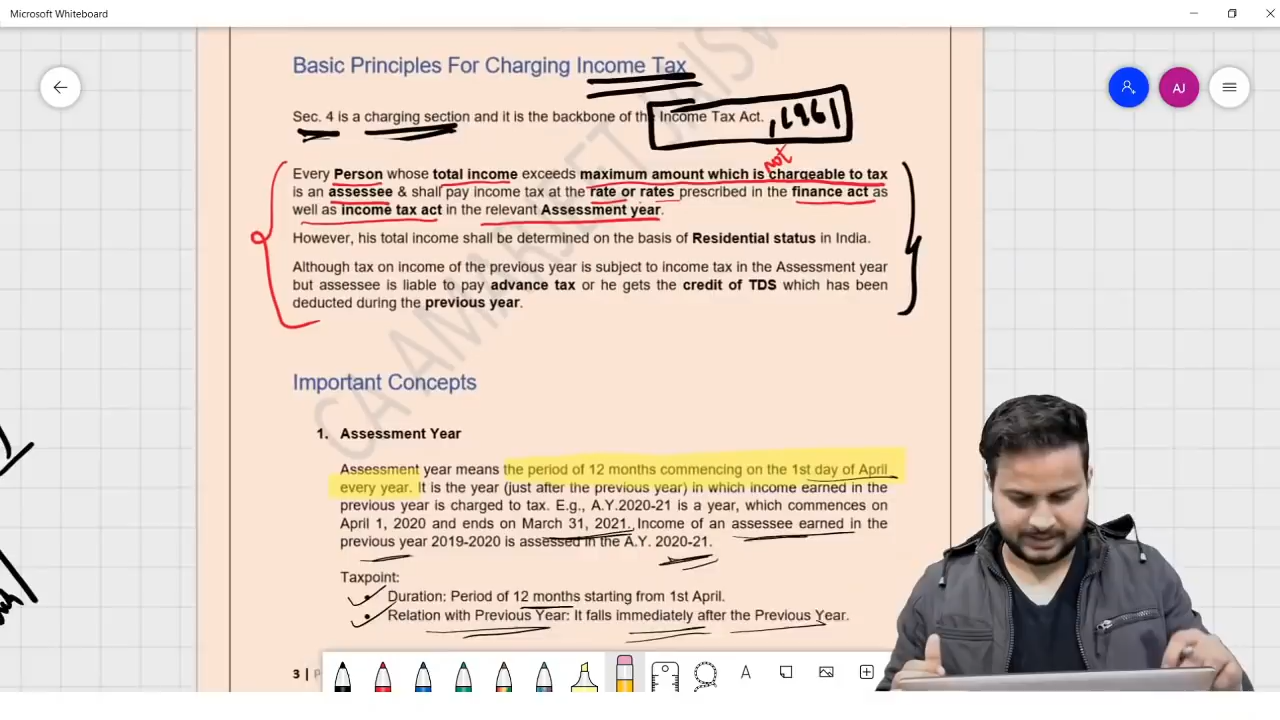 Microsoft Whiteboard
AJ
CA AMARJEET JAISW
Basic Principles For Charging Income Tax
Sec. 4 is a charging section and it is the backbone of the Income Tax Act. ,1961
not
Every Person whose total income exceeds maximum amount which is chargeable to tax
is an assessee & shall pay income tax at the rate or rates prescribed in the finance act as
well as income tax act in the relevant Assessment year.
However, his total income shall be determined on the basis of Residential status in India.
Although tax on income of the previous year is subject to income tax in the Assessment year
but assessee is liable to pay advance tax or he gets the credit of TDS which has been
deducted during the previous year.
Important Concepts
1. Assessment Year
Assessment year means the period of 12 months commencing on the 1st day of April
every year. It is the year (just after the previous year) in which income earned in the
previous year is charged to tax. E.g., A.Y.2020-21 is a year, which commences on
April 1, 2020 and ends on March 31, 2021. Income of an assessee earned in the
previous year 2019-2020 is assessed in the A.Y. 2020-21.
Taxpoint:
• Duration: Period of 12 months starting from 1st April.
• Relation with Previous Year: It falls immediately after the Previous Year.
3 | P
A